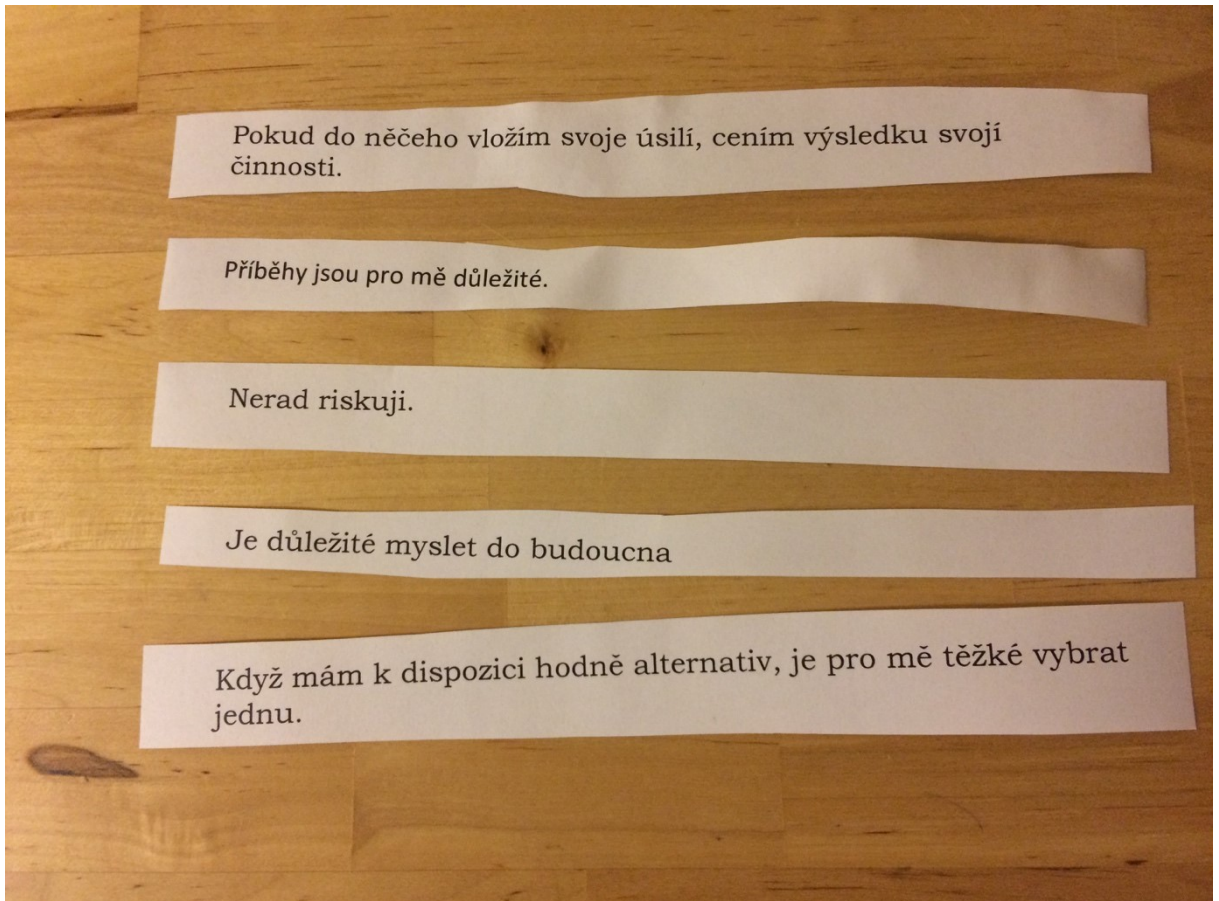 Pokud do něčeho vložím svoje úsilí, cením výsledku svojí
činnosti.
Příběhy jsou pro mě důležité.
Nerad riskuji.
Je důležité myslet do budoucna
Když mám k dispozici hodně alternativ, je pro mě těžké vybrat
jednu.